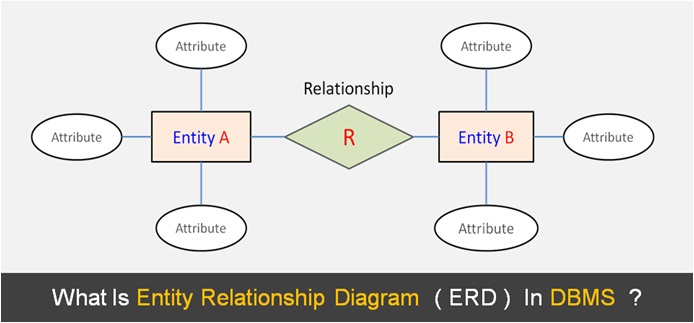 Attribute
Attribute
Relationship
Attribute
Entity A
R
Entity B
Attribute
Attribute
Attribute
What Is Entity Relationship Diagram ( ERD ) In DBMS ?